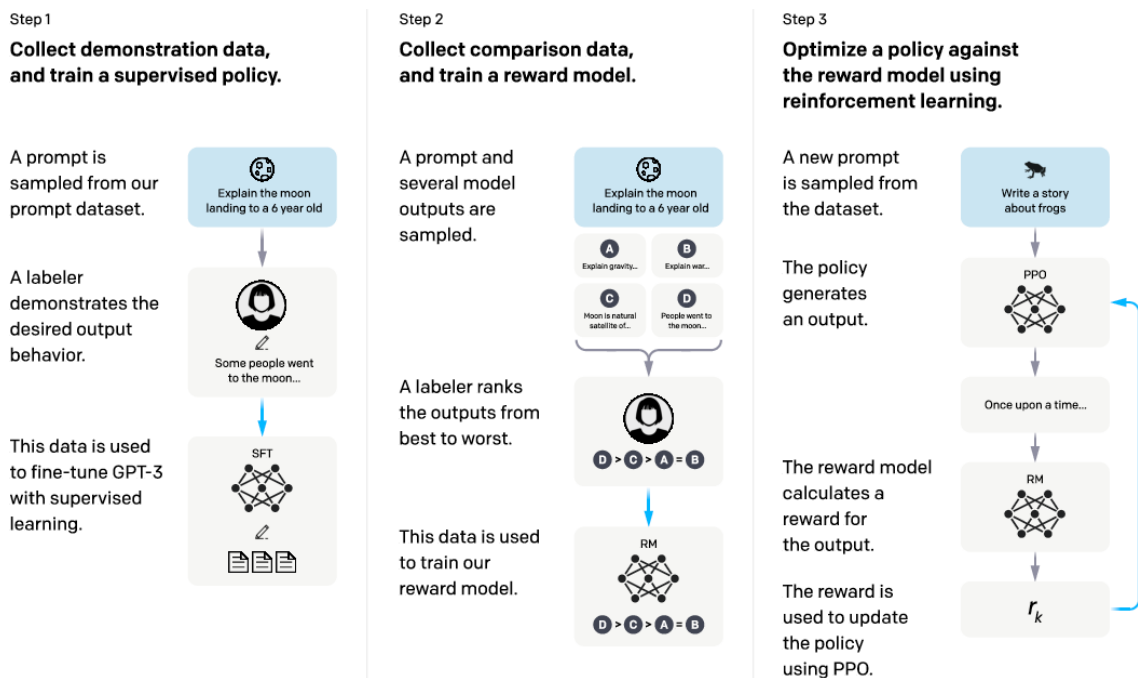 Step 1
Collect demonstration data,
and train a supervised policy.
A prompt is
sampled from our
prompt dataset.
Explain the moon
landing to a 6 year old
A labeler
demonstrates the
desired output
behavior.
Some people went
to the moon...
This data is used
to fine-tune GPT-3
with supervised
learning.
SFT
Step 2
Collect comparison data,
and train a reward model.
A prompt and
several model
outputs are
sampled.
Explain the moon
landing to a 6 year old
A
Explain gravity...
B
Explain war...
C
Moon is natural
satellite of...
D
People went to
the moon...
A labeler ranks
the outputs from
best to worst.
D > C > A = B
This data is used
to train our
reward model.
RM
D > C > A = B
Step 3
Optimize a policy against
the reward model using
reinforcement learning.
A new prompt
is sampled from
the dataset.
Write a story
about frogs
The policy
generates
an output.
PPO
Once upon a time...
The reward model
calculates a
reward for
the output.
RM
The reward is
used to update
the policy
using PPO.
r_k